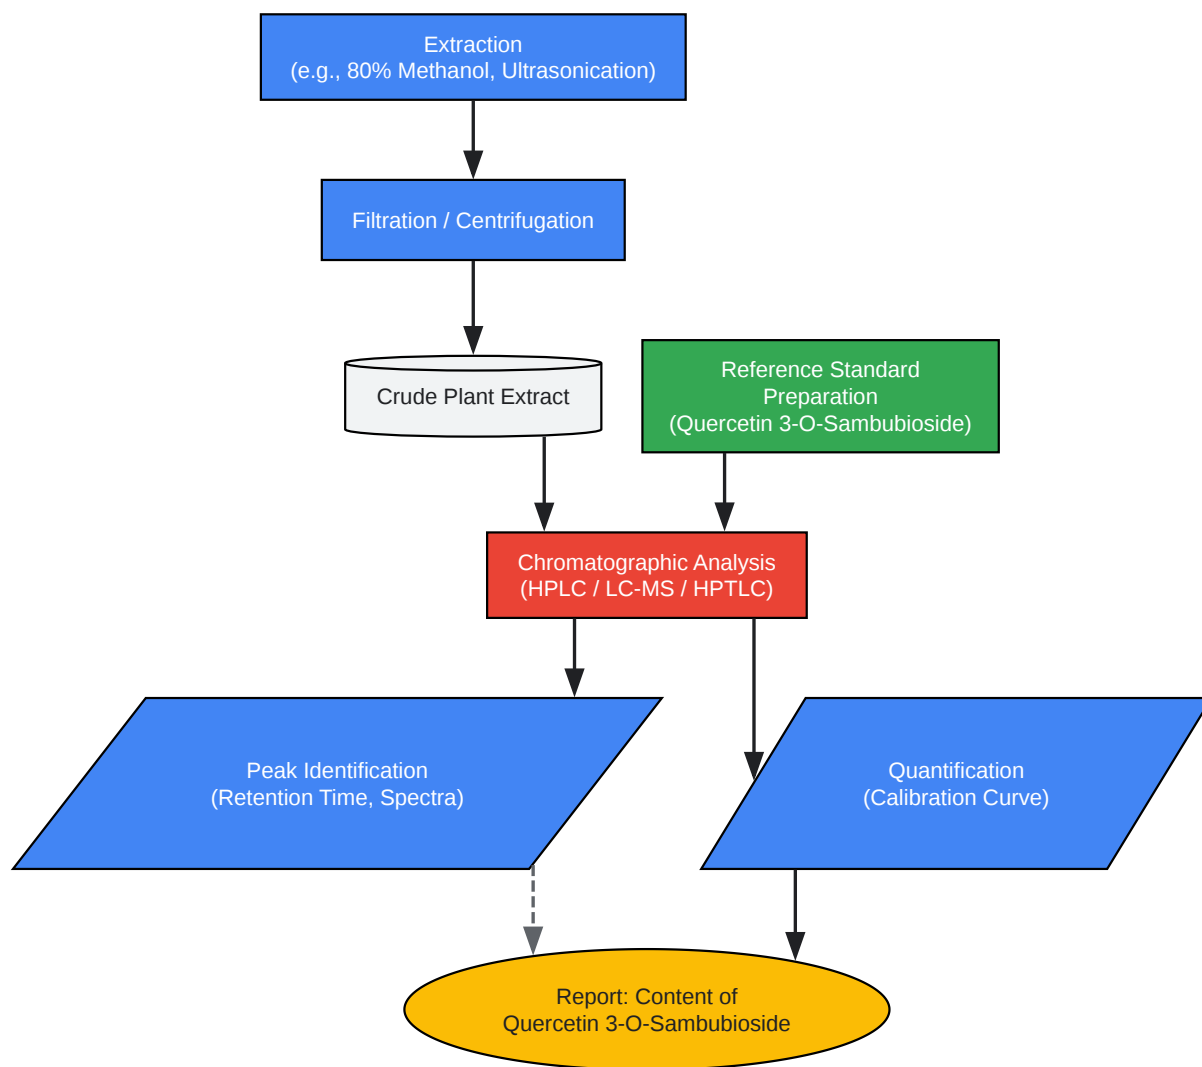 Extraction
(e.g., 80% Methanol, Ultrasonication)
Filtration / Centrifugation
Crude Plant Extract
Reference Standard
Preparation
(Quercetin 3-O-Sambubioside)
Chromatographic Analysis
(HPLC / LC-MS / HPTLC)
Peak Identification
(Retention Time, Spectra)
Quantification
(Calibration Curve)
Report: Content of
Quercetin 3-O-Sambubioside